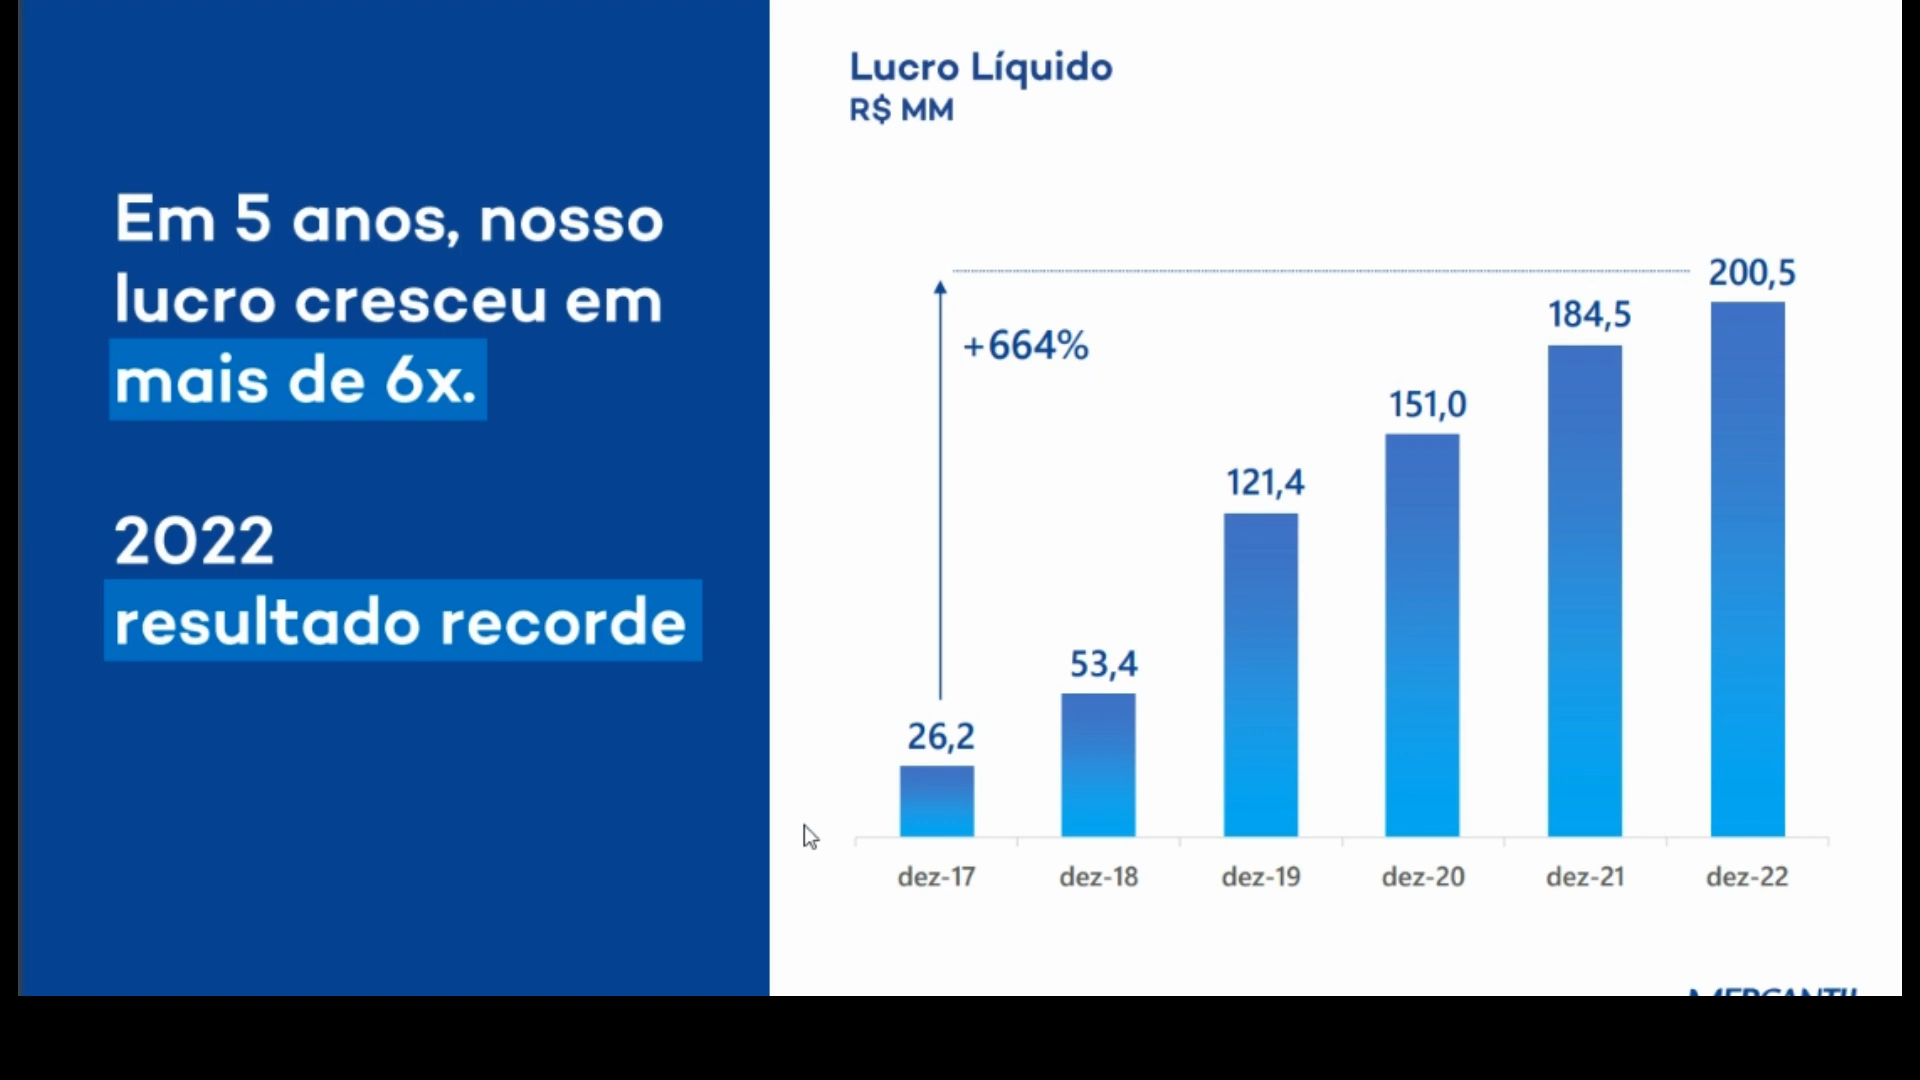 Em 5 anos, nosso
lucro cresceu em
mais de 6x.
2022
resultado recorde
Lucro Líquido
R$ MM
+664%
26,2
53,4
121,4
151,0
184,5
200,5
dez-17
dez-18
dez-19
dez-20
dez-21
dez-22